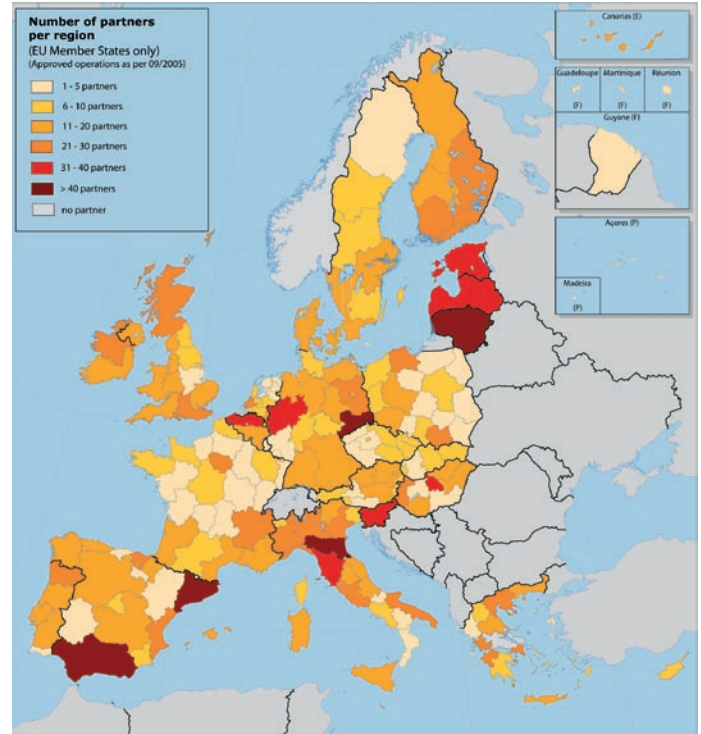 Number of partners
per region
(EU Member States only)
(Approved operations as per 09/2005)
1 - 5 partners
6 - 10 partners
11 - 20 partners
21 - 30 partners
31 - 40 partners
> 40 partners
no partner
Canarias (E)
Guadeloupe Martinique Réunion
(F) (F) (F)
Guyane (F)
Açores (P)
Madeira
(P)